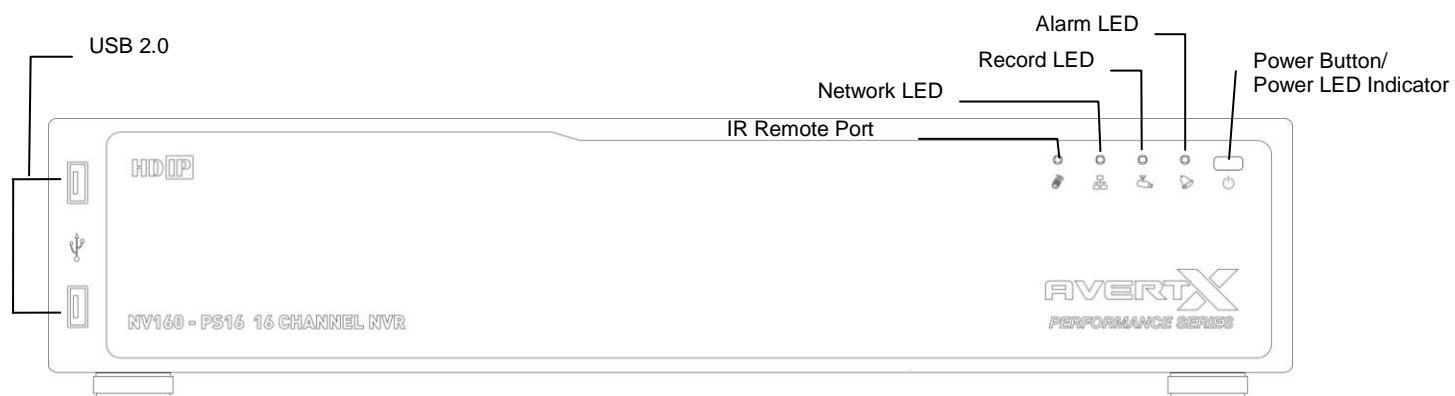 Alarm LED
USB 2.0
Record LED
Power Button/
Power LED Indicator
Network LED
IR Remote Port
HD IP
AVERTX
NV160 - PS16 16 CHANNEL NVR
PERFORMANCE SERIES